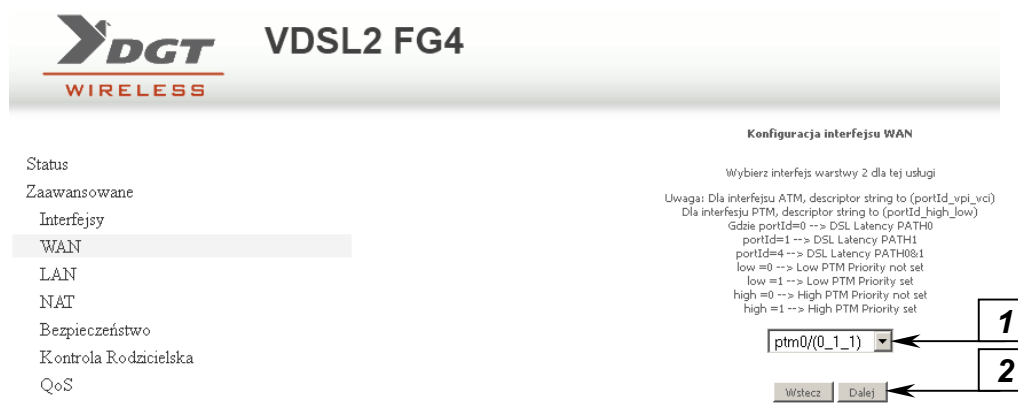 DGT
WIRELESS
VDSL2 FG4
Status
Zaawansowane
Interfejsy
WAN
LAN
NAT
Bezpieczeństwo
Kontrola Rodzicielska
QoS
Konfiguracja interfejsu WAN
Wybierz interfejs warstwy 2 dla tej usługi
Uwaga: Dla interfejsu ATM, descriptor string to (portId_vpi_vci)
Dla interfesju PTM, descriptor string to (portId_high_low)
Gdzie portId=0 --> DSL Latency PATH0
portId=1 --> DSL Latency PATH1
portId=4 --> DSL Latency PATH0&1
low =0 --> Low PTM Priority not set
low =1 --> Low PTM Priority set
high =0 --> High PTM Priority not set
high =1 --> High PTM Priority set
ptm0/(0_1_1)
1
Wstecz Dalej
2